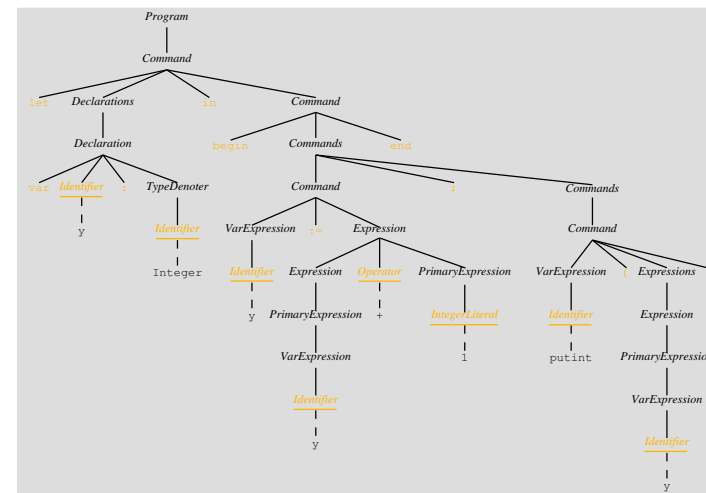 Program
Command
let Declarations in Command
Declaration begin Commands end
var Identifier : TypeDenoter Command ; Commands
y Identifier VarExpression := Expression Command
Integer Identifier Expression Operator PrimaryExpression VarExpression ( Expressions
y PrimaryExpression + IntegerLiteral Identifier Expression
VarExpression 1 putint PrimaryExpressio
Identifier VarExpression
y Identifier
y